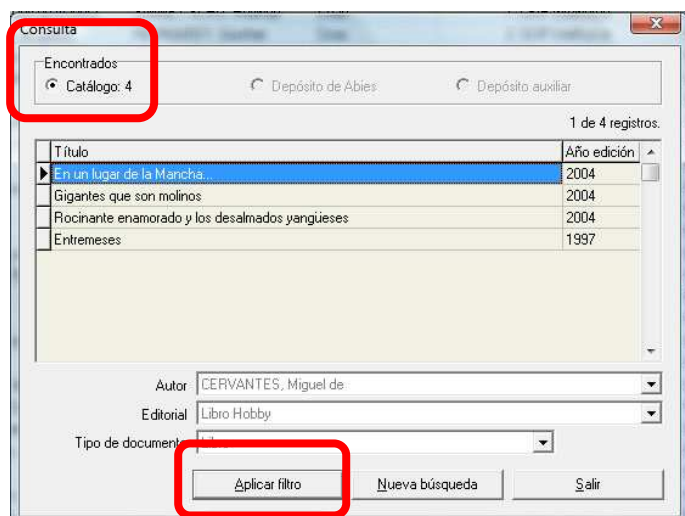 Consulta
Encontrados
Catálogo: 4 Depósito de Abies Depósito auxiliar
1 de 4 registros.
Título Año edición
En un lugar de la Mancha... 2004
Gigantes que son molinos 2004
Rocinante enamorado y los desalmados yangüeses 2004
Entremeses 1997
Autor CERVANTES, Miguel de
Editorial Libro Hobby
Tipo de documento
Aplicar filtro Nueva búsqueda Salir